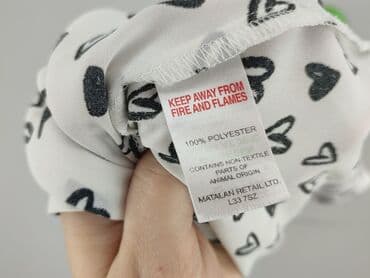 KEEP AWAY FROM
FIRE AND FLAMES
100% POLYESTER
CONTAINS NON-TEXTILE
PARTS OF
ANIMAL ORIGIN
MATALAN RETAIL LTD.
L33 7SZ